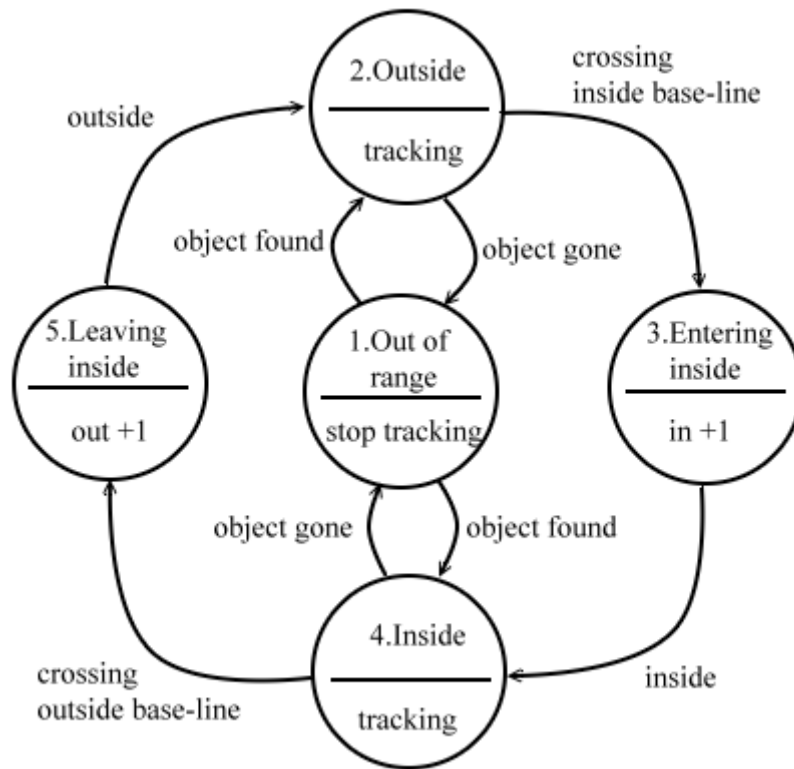 2.Outside
tracking
crossing
inside base-line
outside
object found
object gone
5.Leaving
inside
out +1
1.Out of
range
stop tracking
3.Entering
inside
in +1
object gone
object found
4.Inside
tracking
crossing
outside base-line
inside